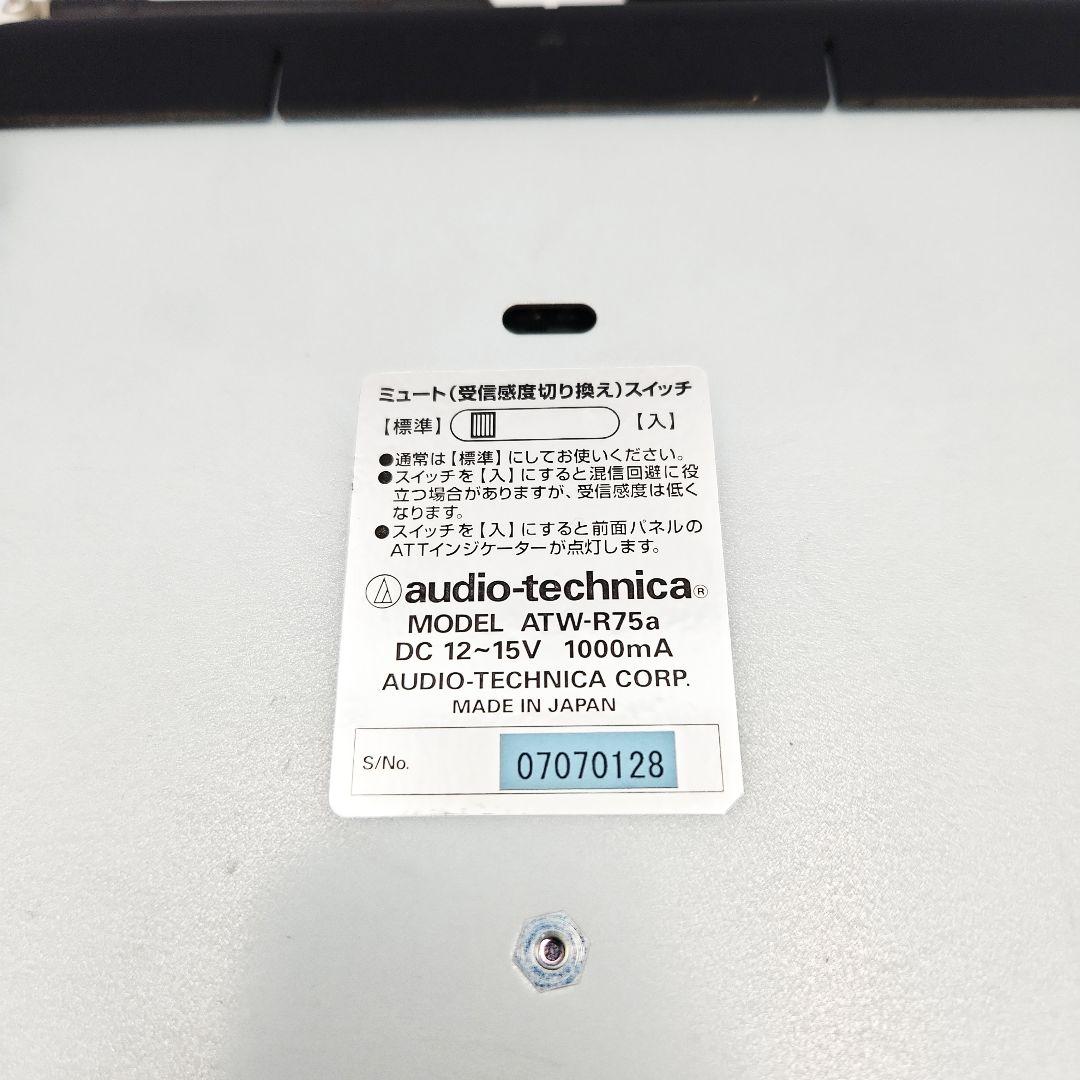 ミュート(受信感度切り換え)スイッチ
【標準】 【入】
●通常は【標準】にしてお使いください。
●スイッチを【入】にすると混信回避に役
立つ場合がありますが、受信感度は低く
なります。
●スイッチを【入】にすると前面パネルの
ATTインジケーターが点灯します。
audio-technica®
MODEL ATW-R75a
DC 12~15V 1000mA
AUDIO-TECHNICA CORP.
MADE IN JAPAN
S/No. 07070128